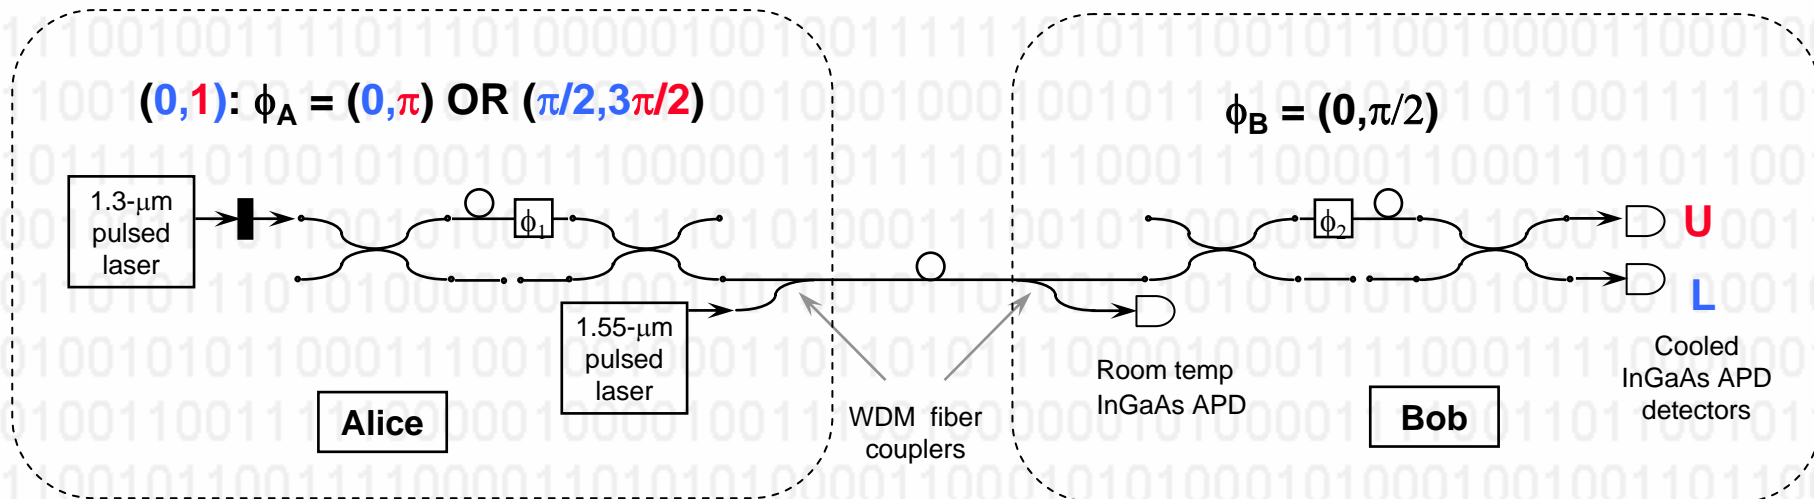 (0,1): ϕA = (0,π) OR (π/2,3π/2)
ϕB = (0,π/2)
1.3-μm
pulsed
laser
ϕ1
ϕ2
U
L
1.55-μm
pulsed
laser
Alice
WDM fiber
couplers
Room temp
InGaAs APD
Bob
Cooled
InGaAs APD
detectors